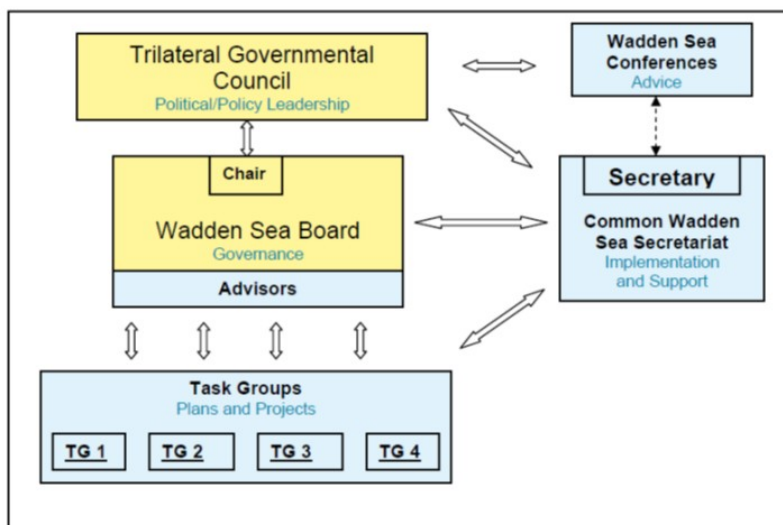 Trilateral Governmental
Council
Political/Policy Leadership
Wadden Sea
Conferences
Advice
Chair
Wadden Sea Board
Governance
Advisors
Secretary
Common Wadden
Sea Secretariat
Implementation
and Support
Task Groups
Plans and Projects
TG 1
TG 2
TG 3
TG 4